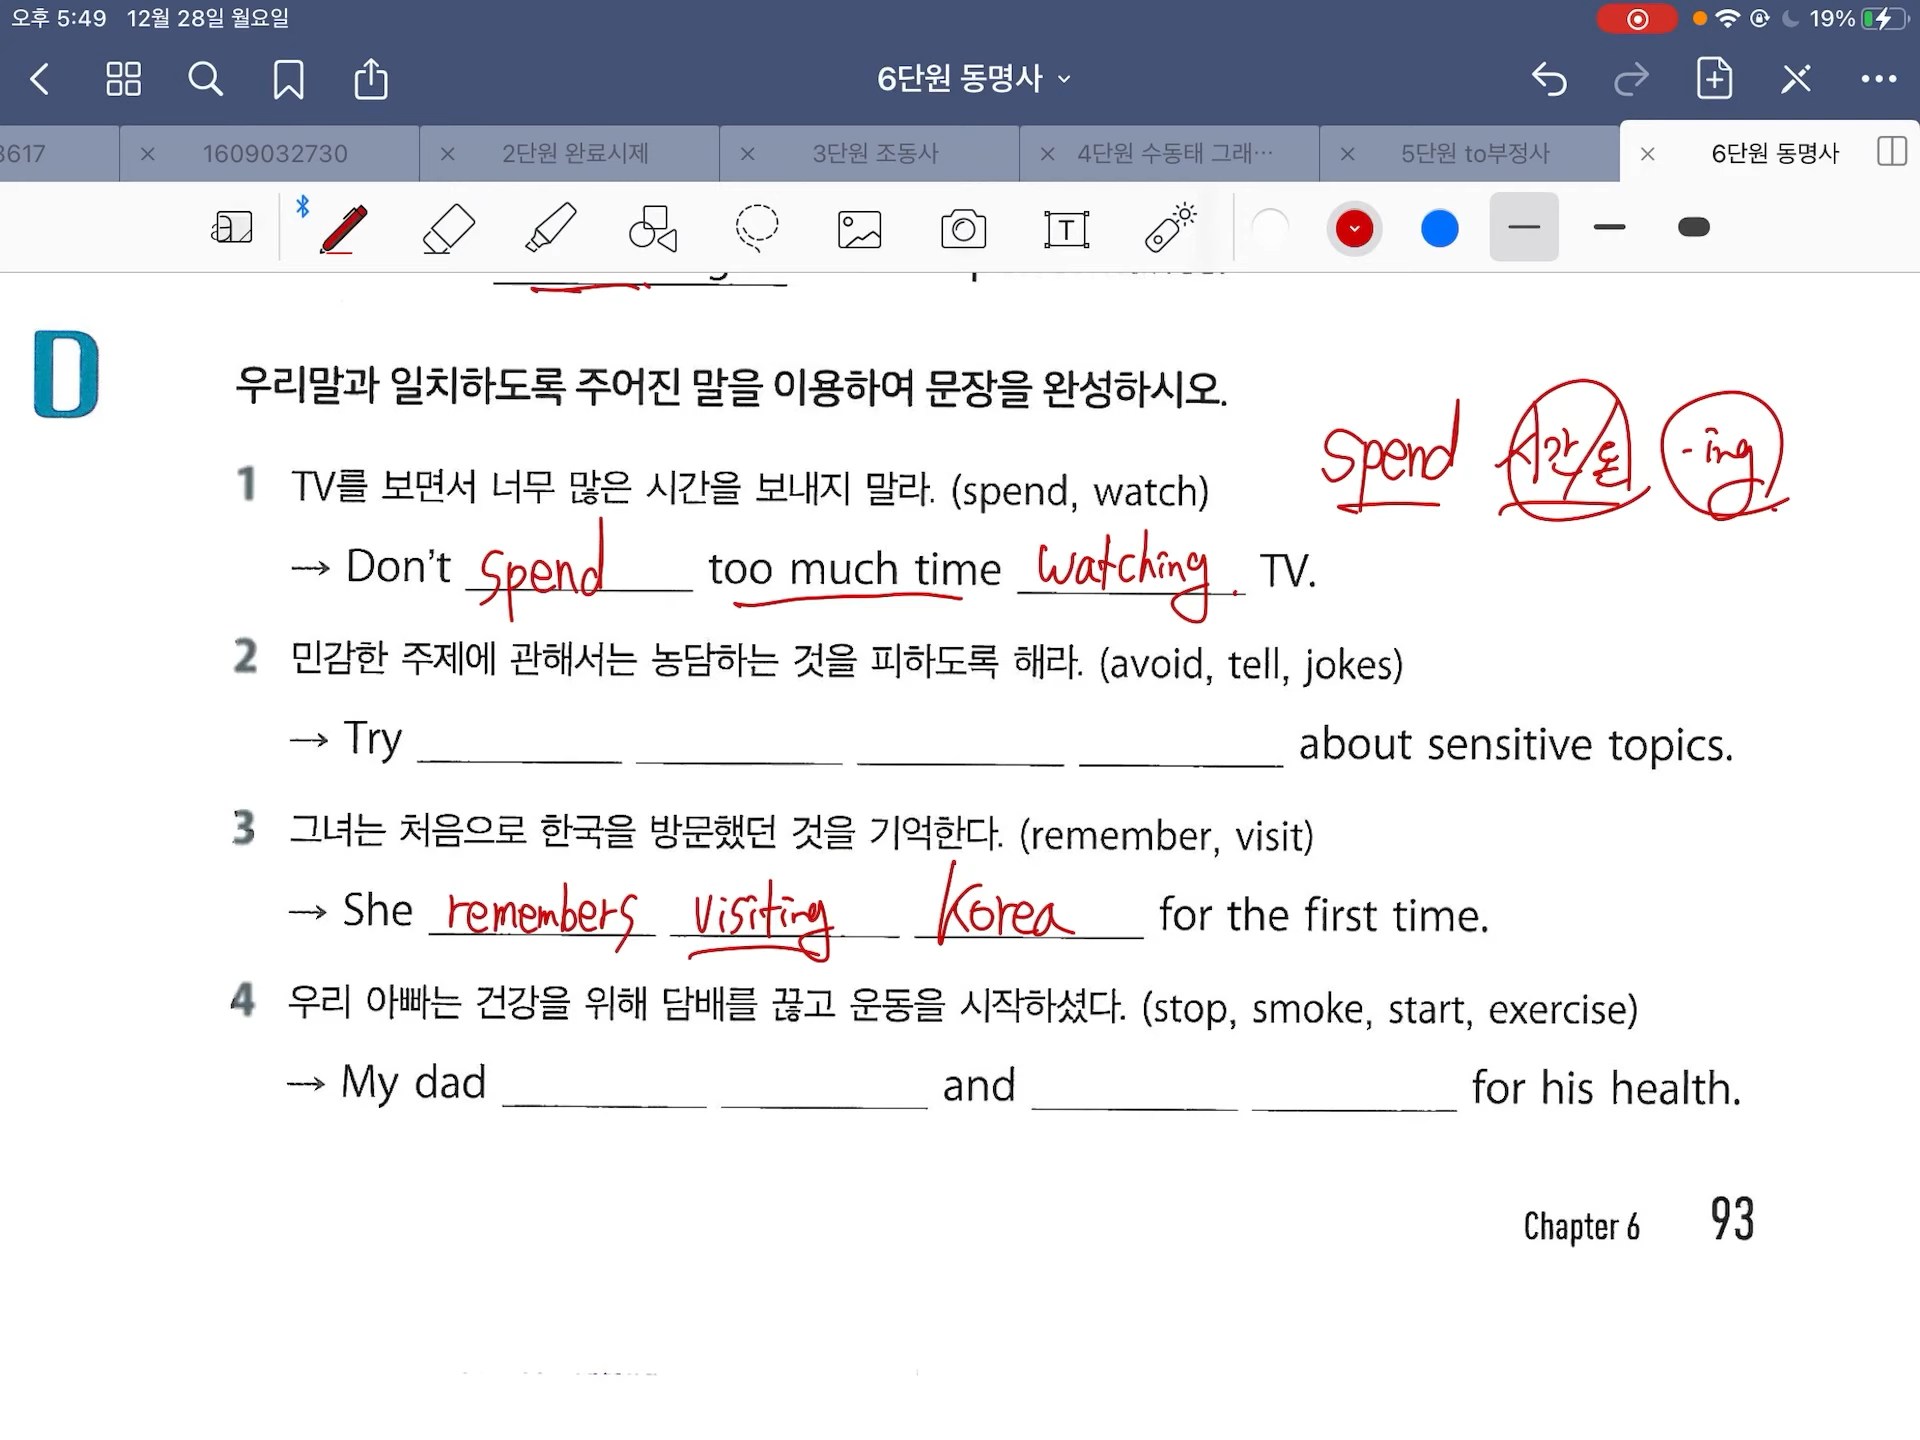 오후 5:49 12월 28일 월요일 19%
6단원 동명사
3617 1609032730 2단원 완료시제 3단원 조동사 4단원 수동태 그래… 5단원 to부정사 6단원 동명사
T
D 우리말과 일치하도록 주어진 말을 이용하여 문장을 완성하시오.
spend 시간/돈 -ing
1 TV를 보면서 너무 많은 시간을 보내지 말라. (spend, watch)
→ Don't spend too much time watching TV.
2 민감한 주제에 관해서는 농담하는 것을 피하도록 해라. (avoid, tell, jokes)
→ Try ____ ____ ____ ____ about sensitive topics.
3 그녀는 처음으로 한국을 방문했던 것을 기억한다. (remember, visit)
→ She remembers visiting Korea for the first time.
4 우리 아빠는 건강을 위해 담배를 끊고 운동을 시작하셨다. (stop, smoke, start, exercise)
→ My dad ____ ____ and ____ ____ for his health.
Chapter 6 93